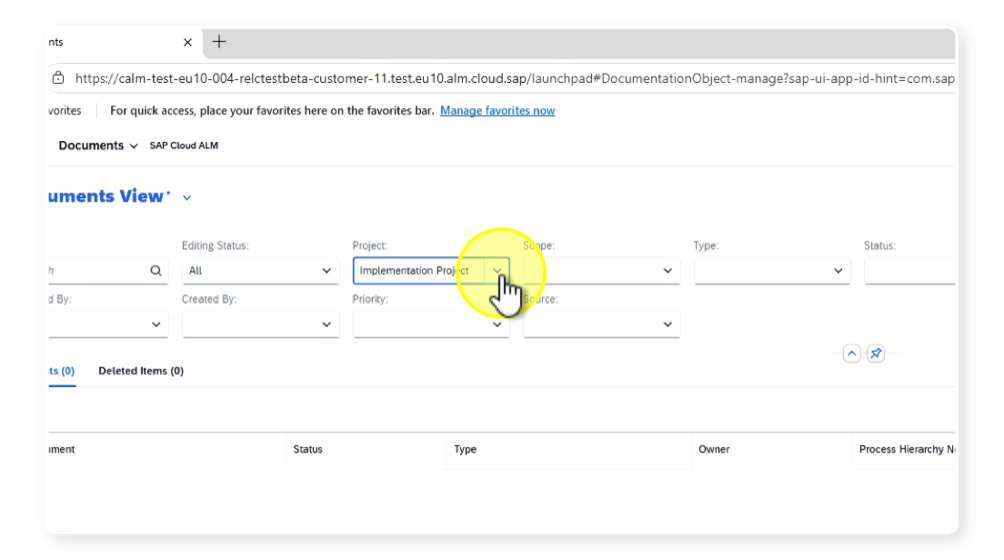 nts × +
https://calm-test-eu10-004-relctestbeta-customer-11.test.eu10.alm.cloud.sap/launchpad#DocumentationObject-manage?sap-ui-app-id-hint=com.sap
vorites For quick access, place your favorites here on the favorites bar. Manage favorites now
Documents SAP Cloud ALM
uments View*
Editing Status: Project: Scope: Type: Status:
h All Implementation Project
d By: Created By: Priority: Source:
ts (0) Deleted Items (0)
ument Status Type Owner Process Hierarchy N